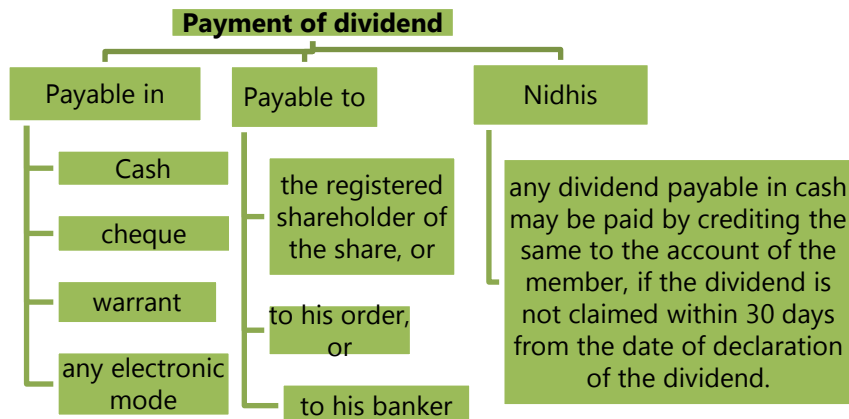 Payment of dividend
Payable in
Cash
cheque
warrant
any electronic
mode
Payable to
the registered
shareholder of
the share, or
to his order,
or
to his banker
Nidhis
any dividend payable in cash
may be paid by crediting the
same to the account of the
member, if the dividend is
not claimed within 30 days
from the date of declaration
of the dividend.